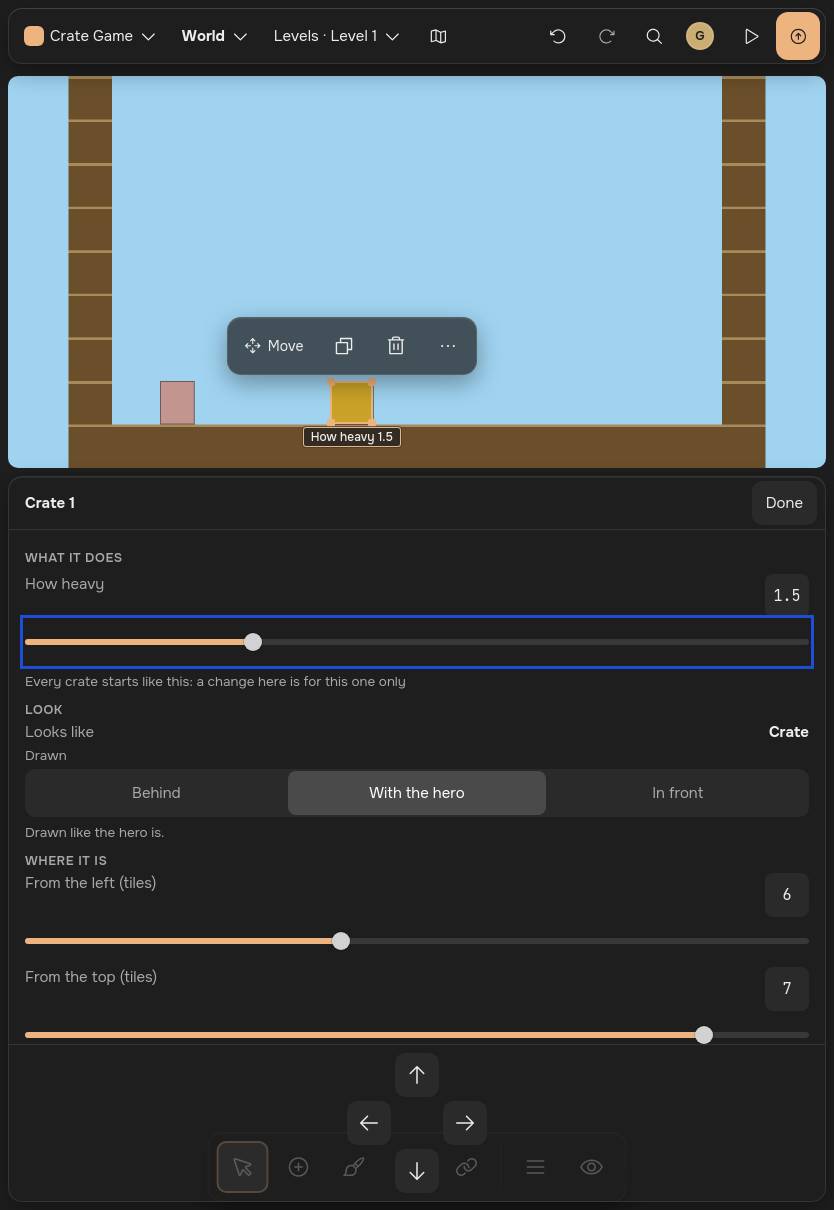 Crate Game World Levels · Level 1 G
Move
How heavy 1.5
Crate 1 Done
WHAT IT DOES
How heavy
1.5
Every crate starts like this: a change here is for this one only
LOOK
Looks like Crate
Drawn
Behind With the hero In front
Drawn like the hero is.
WHERE IT IS
From the left (tiles)
6
From the top (tiles)
7